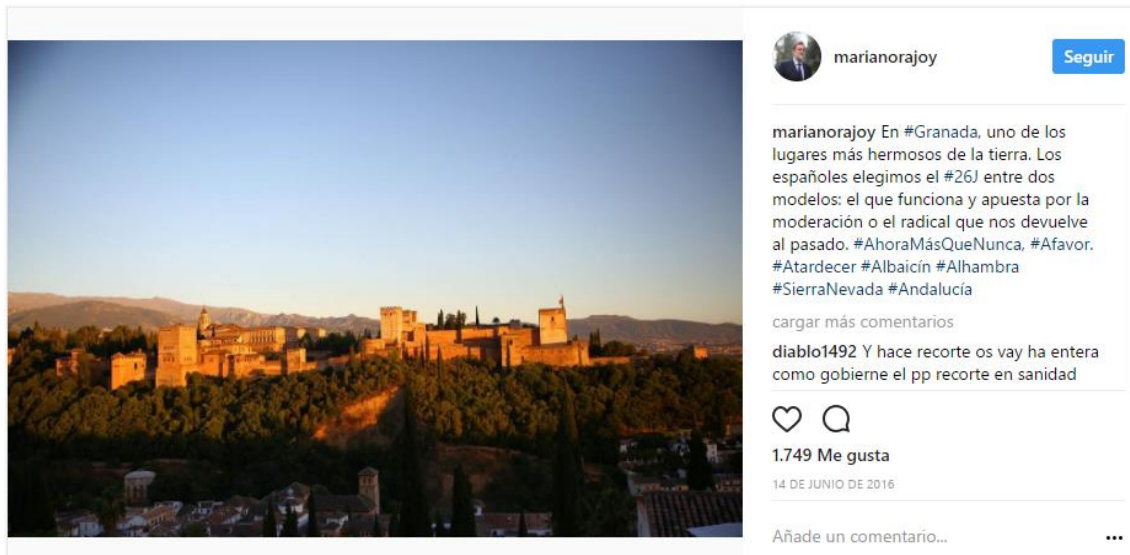 marianorajoy
Seguir
marianorajoy En #Granada, uno de los
lugares más hermosos de la tierra. Los
españoles elegimos el #26J entre dos
modelos: el que funciona y apuesta por la
moderación o el radical que nos devuelve
al pasado. #AhoraMásQueNunca, #Afavor.
#Atardecer #Albaicín #Alhambra
#SierraNevada #Andalucía
cargar más comentarios
diablo1492 Y hace recorte os vay ha entera
como gobierne el pp recorte en sanidad
1.749 Me gusta
14 DE JUNIO DE 2016
Añade un comentario...